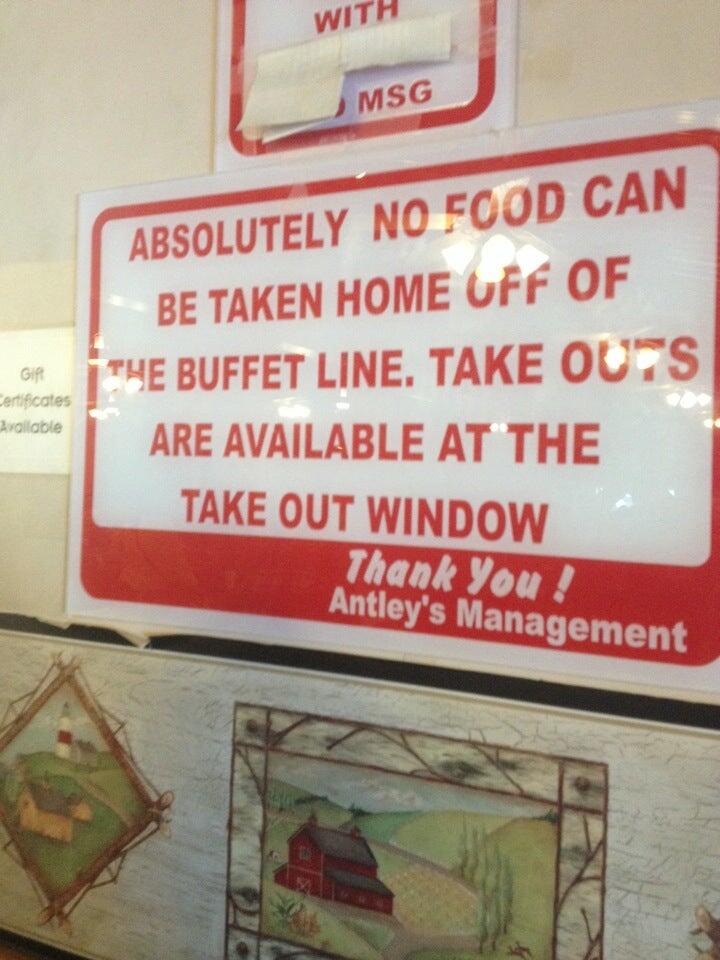 WITH
MSG
ABSOLUTELY NO FOOD CAN
BE TAKEN HOME OFF OF
THE BUFFET LINE. TAKE OUTS
ARE AVAILABLE AT THE
TAKE OUT WINDOW
Thank You !
Antley's Management
Gift
Certificates
Available